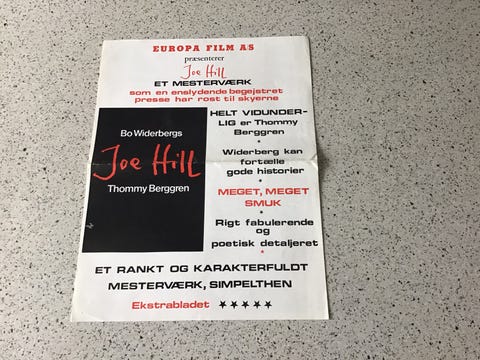 EUROPA FILM AS
præsenterer
Joe Hill
ET MESTERVÆRK
som en enslydende begejstret
presse har rost til skyerne
Bo Widerbergs
Joe Hill
Thommy Berggren
HELT VIDUNDER-
LIG er Thommy
Berggren
*
Widerberg kan
fortælle
gode historier
*
MEGET, MEGET
SMUK
*
Rigt fabulerende
og
poetisk detaljeret
*
ET RANKT OG KARAKTERFULDT
MESTERVÆRK, SIMPELTHEN
Ekstrabladet ★★★★★